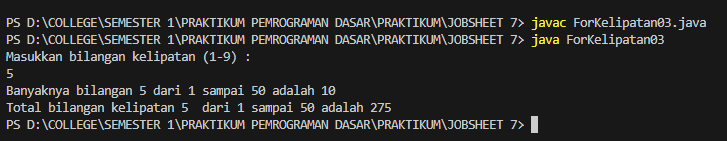 PS D:\COLLEGE\SEMESTER 1\PRAKTIKUM PEMROGRAMAN DASAR\PRAKTIKUM\JOBSHEET 7> javac ForKelipatan03.java
PS D:\COLLEGE\SEMESTER 1\PRAKTIKUM PEMROGRAMAN DASAR\PRAKTIKUM\JOBSHEET 7> java ForKelipatan03
Masukkan bilangan kelipatan (1-9) :
5
Banyaknya bilangan 5 dari 1 sampai 50 adalah 10
Total bilangan kelipatan 5  dari 1 sampai 50 adalah 275
PS D:\COLLEGE\SEMESTER 1\PRAKTIKUM PEMROGRAMAN DASAR\PRAKTIKUM\JOBSHEET 7>